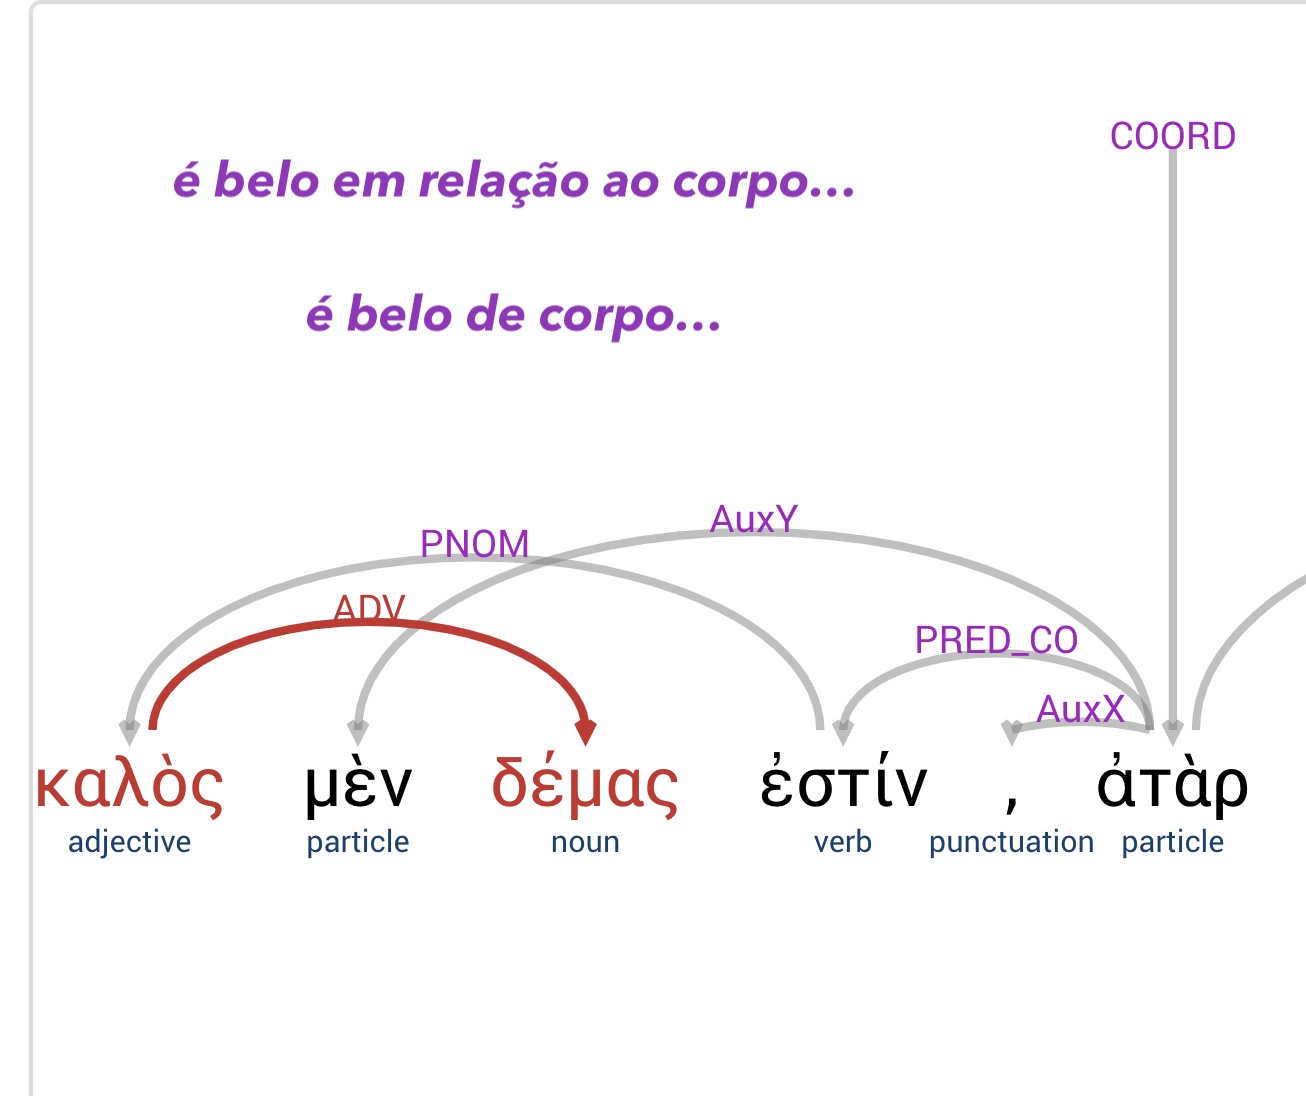 COORD
é belo em relação ao corpo...
é belo de corpo...
AuxY
PNOM
ADV
PRED_CO
AuxX
καλὸς μὲν δέμας ἐστίν , ἀτὰρ
adjective particle noun verb punctuation particle